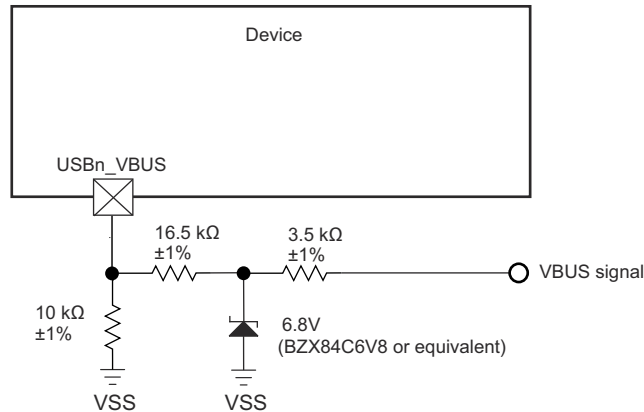 Device
USBn_VBUS
16.5 kΩ
±1%
3.5 kΩ
±1%
VBUS signal
10 kΩ
±1%
6.8V
(BZX84C6V8 or equivalent)
VSS
VSS